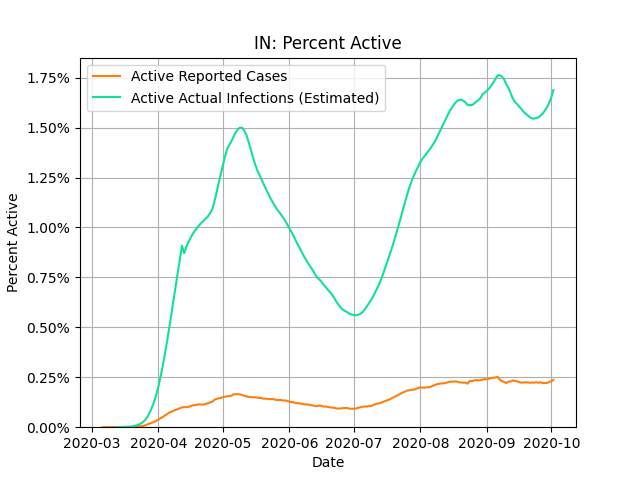 IN: Percent Active
Active Reported Cases
Active Actual Infections (Estimated)
1.75%
1.50%
1.25%
1.00%
0.75%
0.50%
0.25%
0.00%
Percent Active
2020-03 2020-04 2020-05 2020-06 2020-07 2020-08 2020-09 2020-10
Date